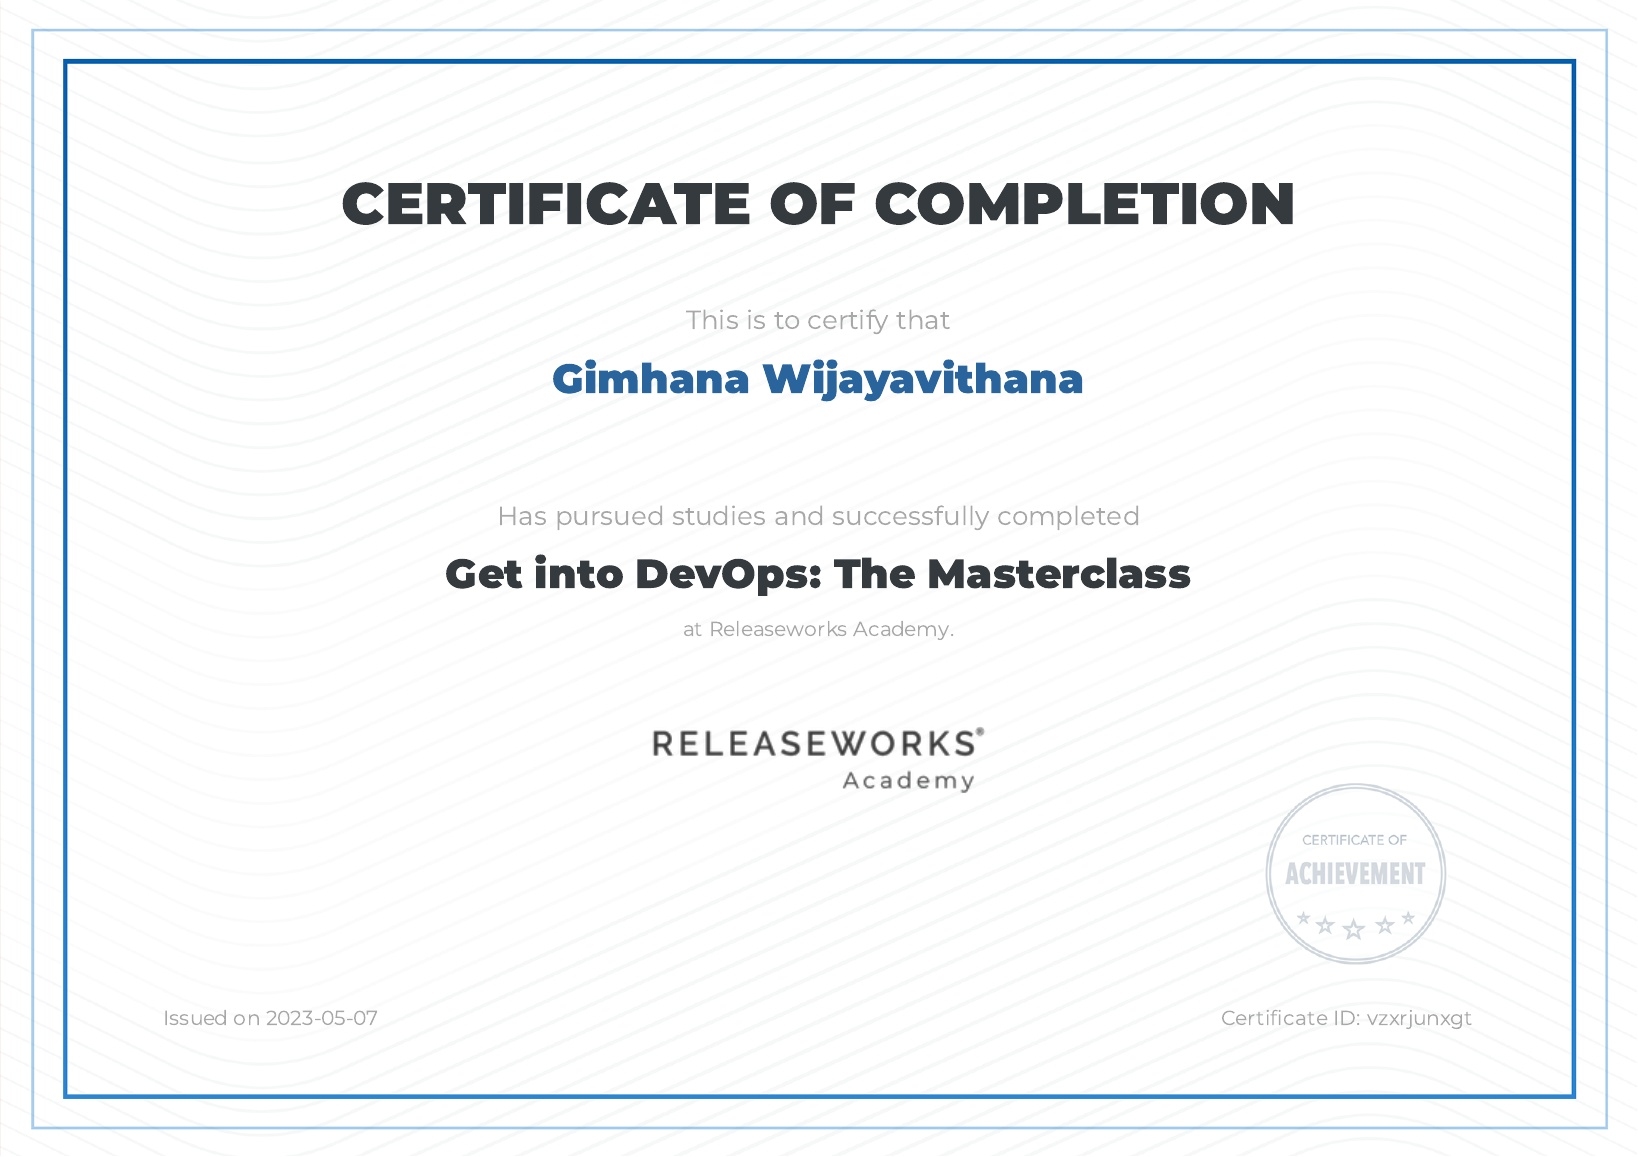 CERTIFICATE OF COMPLETION
This is to certify that
Gimhana Wijayavithana
Has pursued studies and successfully completed
Get into DevOps: The Masterclass
at Releaseworks Academy.
RELEASEWORKS®
Academy
CERTIFICATE OF
ACHIEVEMENT
Issued on 2023-05-07
Certificate ID: vzxrjunxgt